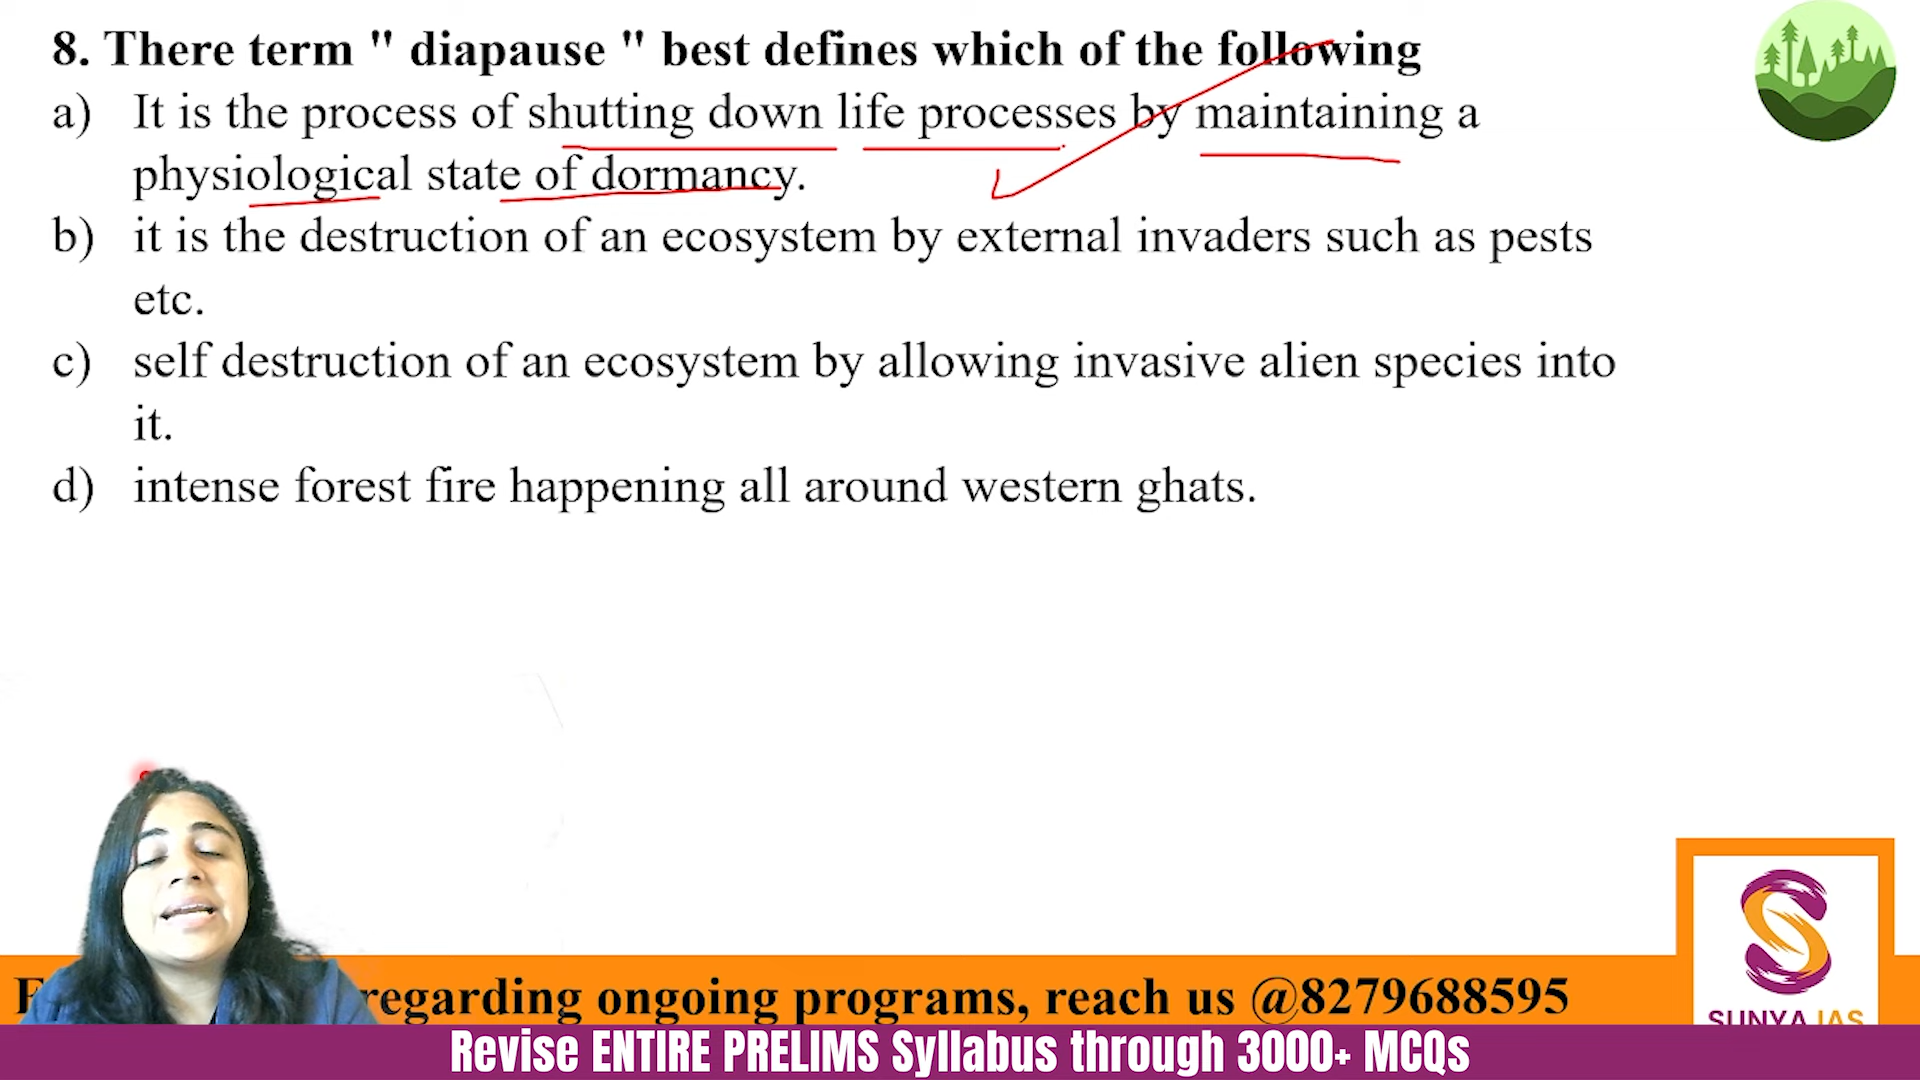 8. There term " diapause " best defines which of the following
a) It is the process of shutting down life processes by maintaining a
physiological state of dormancy.
b) it is the destruction of an ecosystem by external invaders such as pests
etc.
c) self destruction of an ecosystem by allowing invasive alien species into
it.
d) intense forest fire happening all around western ghats.
regarding ongoing programs, reach us @8279688595
SUNYA IAS
Revise ENTIRE PRELIMS Syllabus through 3000+ MCQs